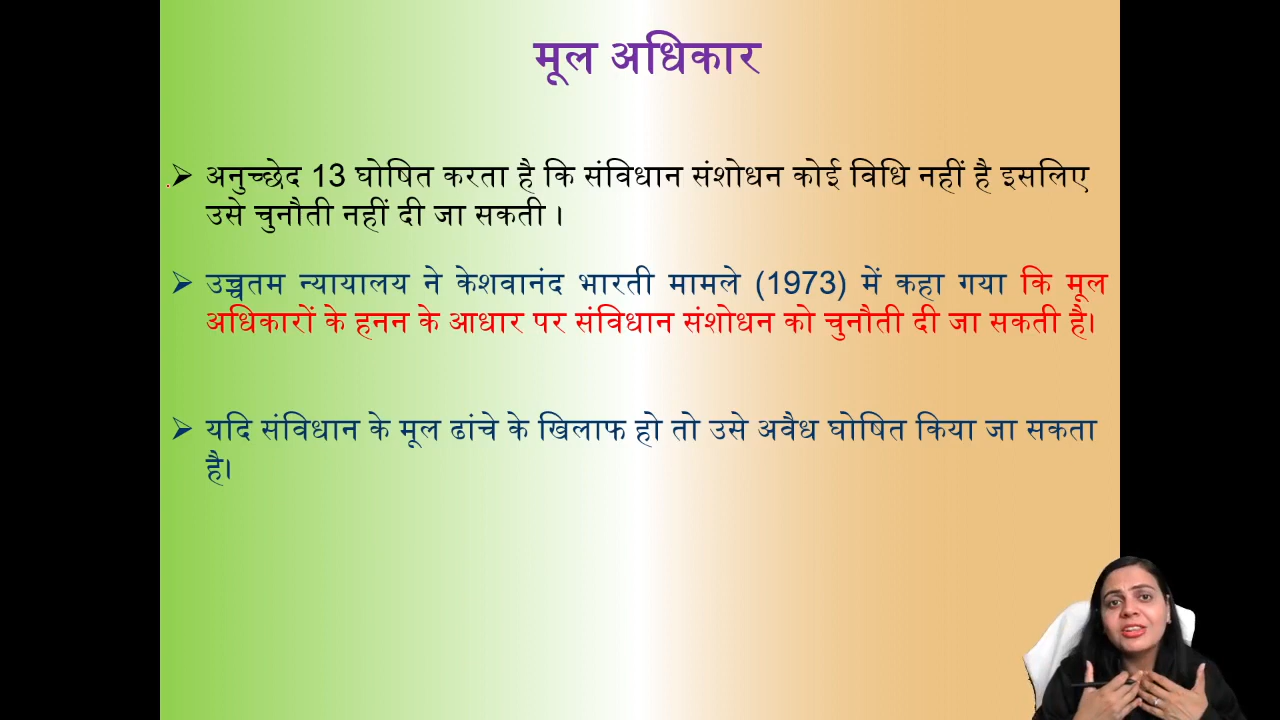 मूल अधिकार
➢ अनुच्छेद 13 घोषित करता है कि संविधान संशोधन कोई विधि नहीं है इसलिए
उसे चुनौती नहीं दी जा सकती ।
➢ उच्चतम न्यायालय ने केशवानंद भारती मामले (1973) में कहा गया कि मूल
अधिकारों के हनन के आधार पर संविधान संशोधन को चुनौती दी जा सकती है।
➢ यदि संविधान के मूल ढांचे के खिलाफ हो तो उसे अवैध घोषित किया जा सकता
है।